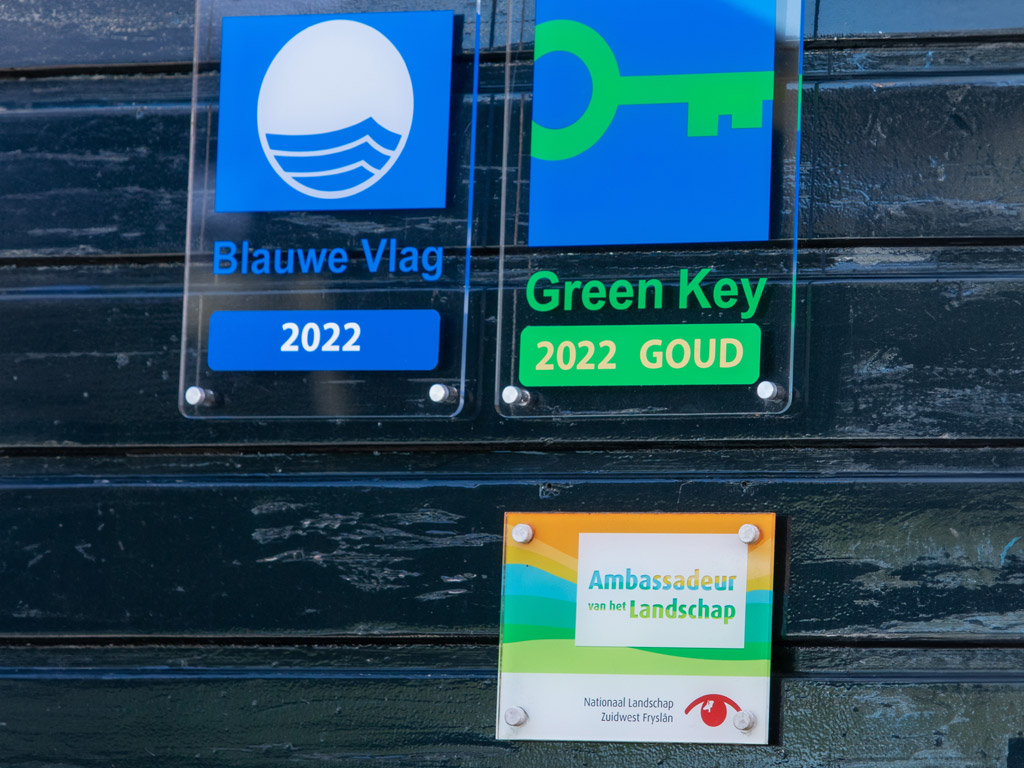 Blauwe Vlag
2022
Green Key
2022 GOUD
Ambassadeur
van het Landschap
Nationaal Landschap
Zuidwest Fryslân